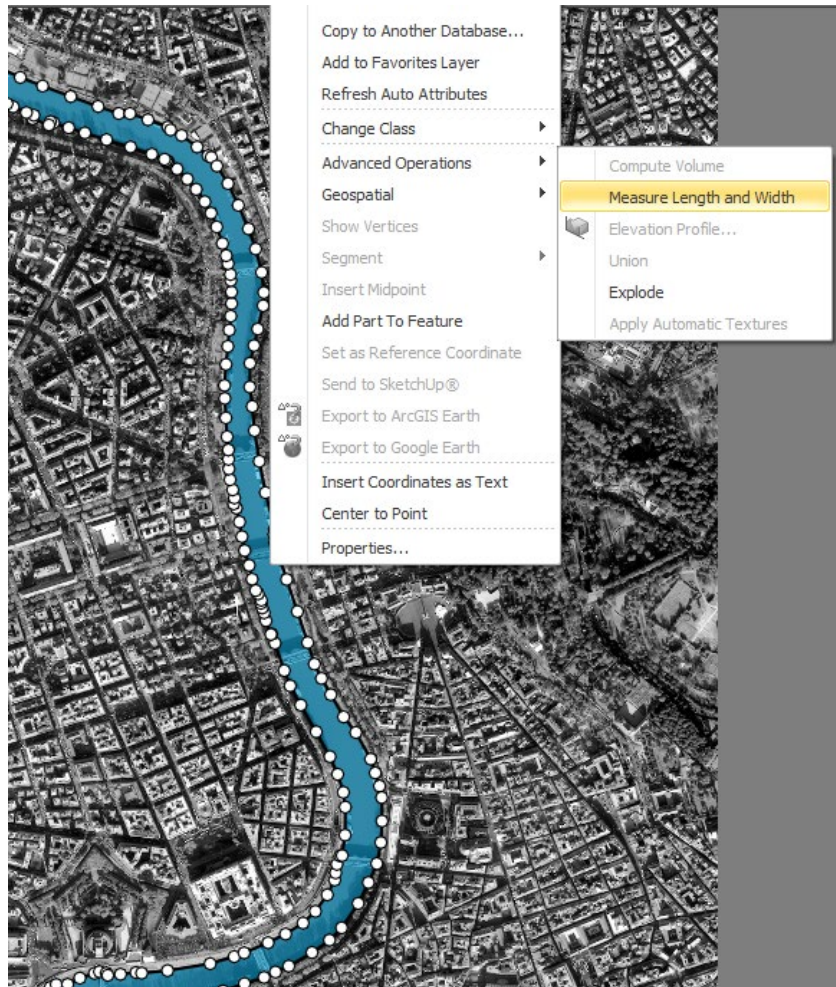 Copy to Another Database...
Add to Favorites Layer
Refresh Auto Attributes
Change Class
Advanced Operations
Geospatial
Show Vertices
Segment
Insert Midpoint
Add Part To Feature
Set as Reference Coordinate
Send to SketchUp®
Export to ArcGIS Earth
Export to Google Earth
Insert Coordinates as Text
Center to Point
Properties...
Compute Volume
Measure Length and Width
Elevation Profile...
Union
Explode
Apply Automatic Textures